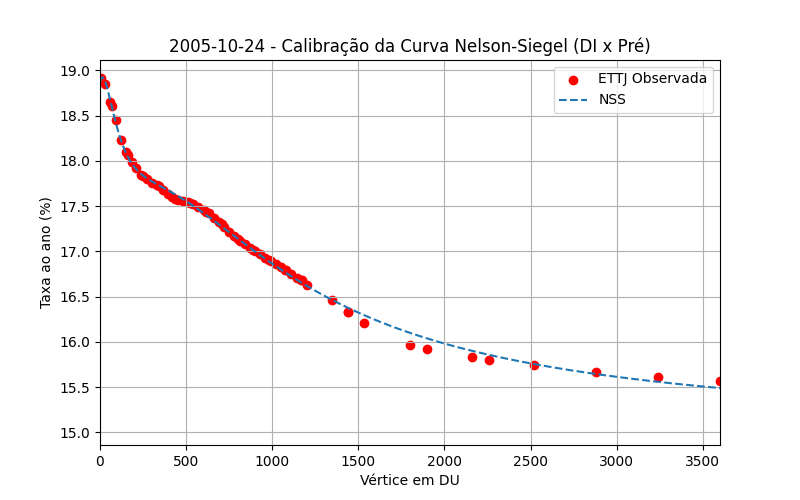 2005-10-24 - Calibração da Curva Nelson-Siegel (DI x Pré)
ETTJ Observada
NSS
Taxa ao ano (%)
19.0
18.5
18.0
17.5
17.0
16.5
16.0
15.5
15.0
0 500 1000 1500 2000 2500 3000 3500
Vértice em DU